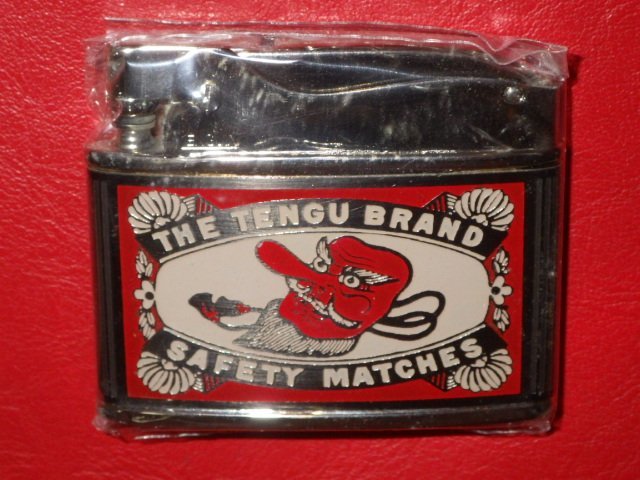 THE TENGU BRAND
SAFETY MATCHES